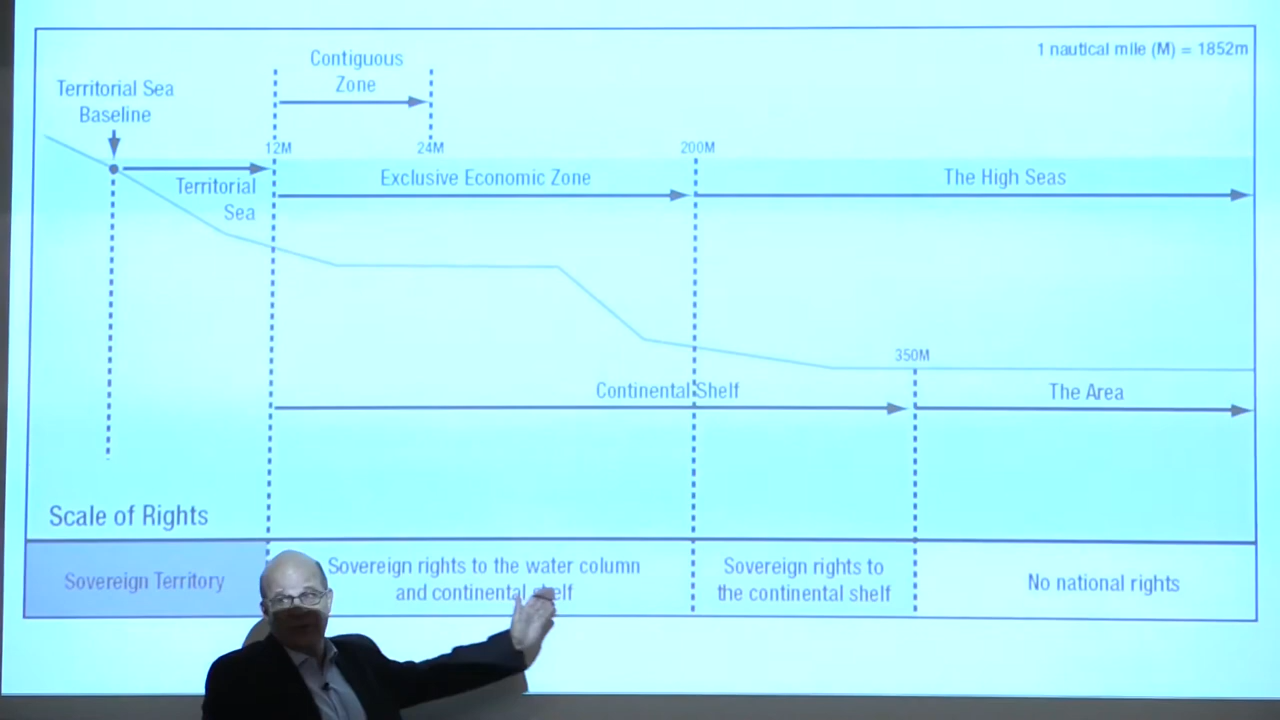 1 nautical mile (M) = 1852m
Contiguous
Zone
Territorial Sea
Baseline
12M
24M
200M
Territorial
Sea
Exclusive Economic Zone
The High Seas
350M
Continental Shelf
The Area
Scale of Rights
Sovereign Territory
Sovereign rights to the water column
and continental shelf
Sovereign rights to
the continental shelf
No national rights